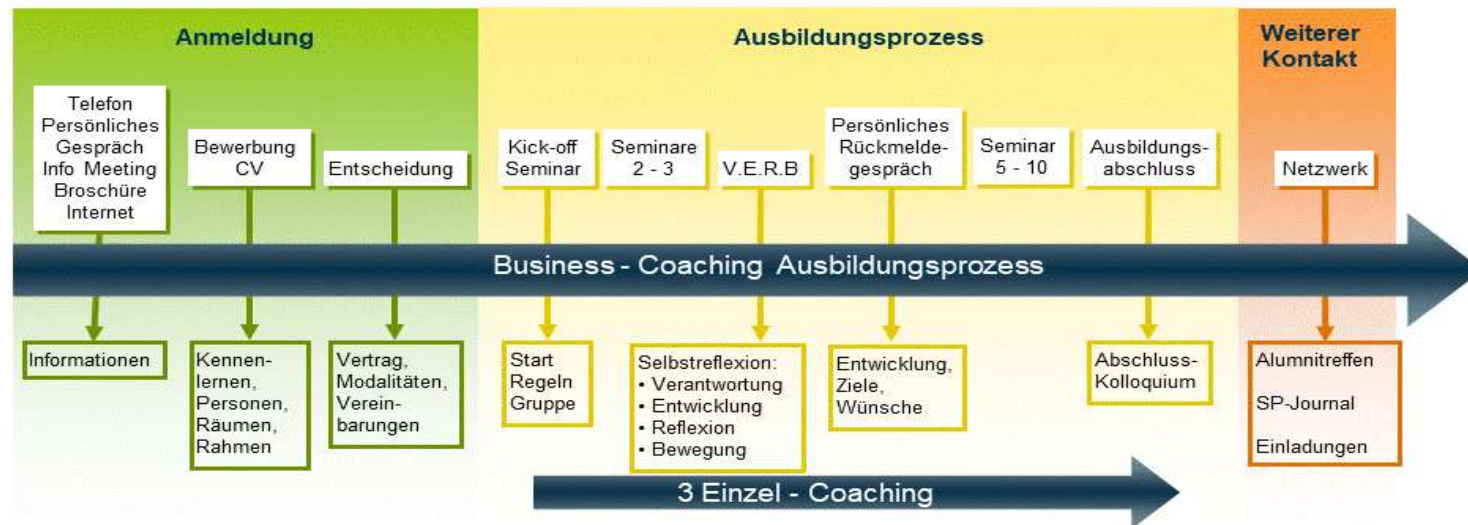 Anmeldung
Ausbildungsprozess
Weiterer
Kontakt
Telefon
Persönliches
Gespräch
Info Meeting
Broschüre
Internet
Bewerbung
CV
Entscheidung
Kick-off
Seminar
Seminare
2 - 3
V.E.R.B
Persönliches
Rückmelde-
gespräch
Seminar
5 - 10
Ausbildungs-
abschluss
Netzwerk
Business - Coaching Ausbildungsprozess
Informationen
Kennen-
lernen,
Personen,
Räumen,
Rahmen
Vertrag,
Modalitäten,
Verein-
barungen
Start
Regeln
Gruppe
Selbstreflexion:
• Verantwortung
• Entwicklung
• Reflexion
• Bewegung
Entwicklung,
Ziele,
Wünsche
Abschluss-
Kolloquium
Alumnitreffen
SP-Journal
Einladungen
3 Einzel - Coaching